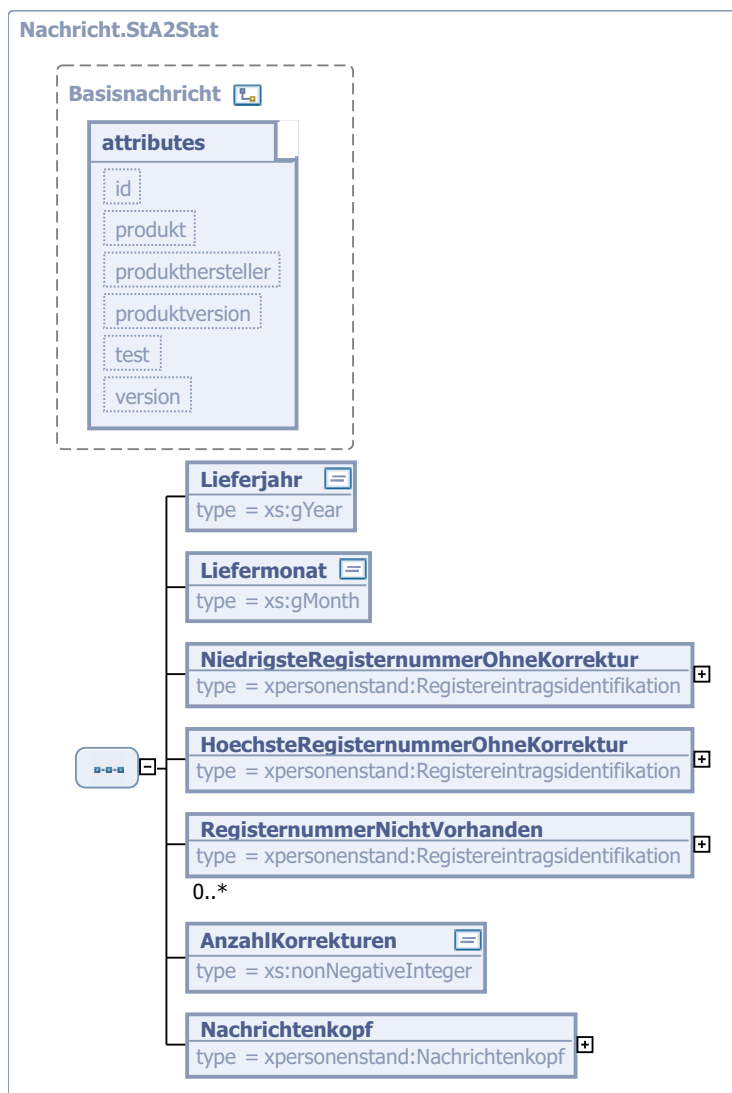 Nachricht.StA2Stat
Basisnachricht
attributes
id
produkt
produkthersteller
produktversion
test
version
Lieferjahr
type = xs:gYear
Liefermonat
type = xs:gMonth
NiedrigsteRegisternummerOhneKorrektur
type = xpersonenstand:Registereintragsidentifikation
HoechsteRegisternummerOhneKorrektur
type = xpersonenstand:Registereintragsidentifikation
RegisternummerNichtVorhanden
type = xpersonenstand:Registereintragsidentifikation
0..*
AnzahlKorrekturen
type = xs:nonNegativeInteger
Nachrichtenkopf
type = xpersonenstand:Nachrichtenkopf